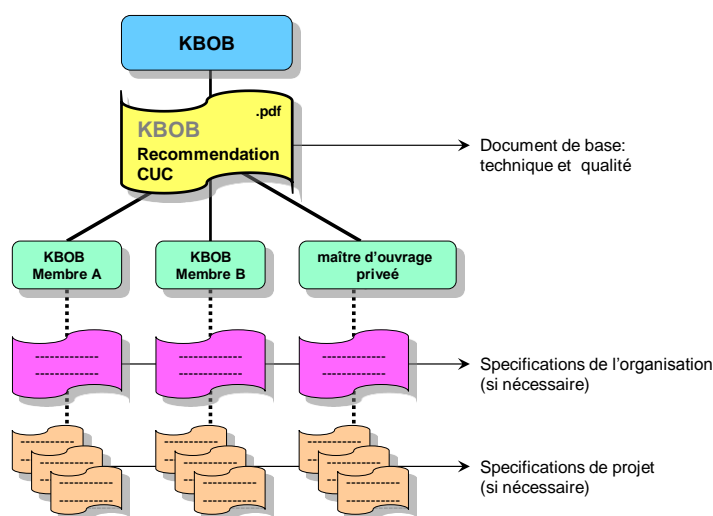 KBOB
.pdf
KBOB
Recommendation
CUC
Document de base:
technique et qualité
KBOB
Membre A
KBOB
Membre B
maître d'ouvrage
priveé
Specifications de l'organisation
(si nécessaire)
Specifications de projet
(si nécessaire)